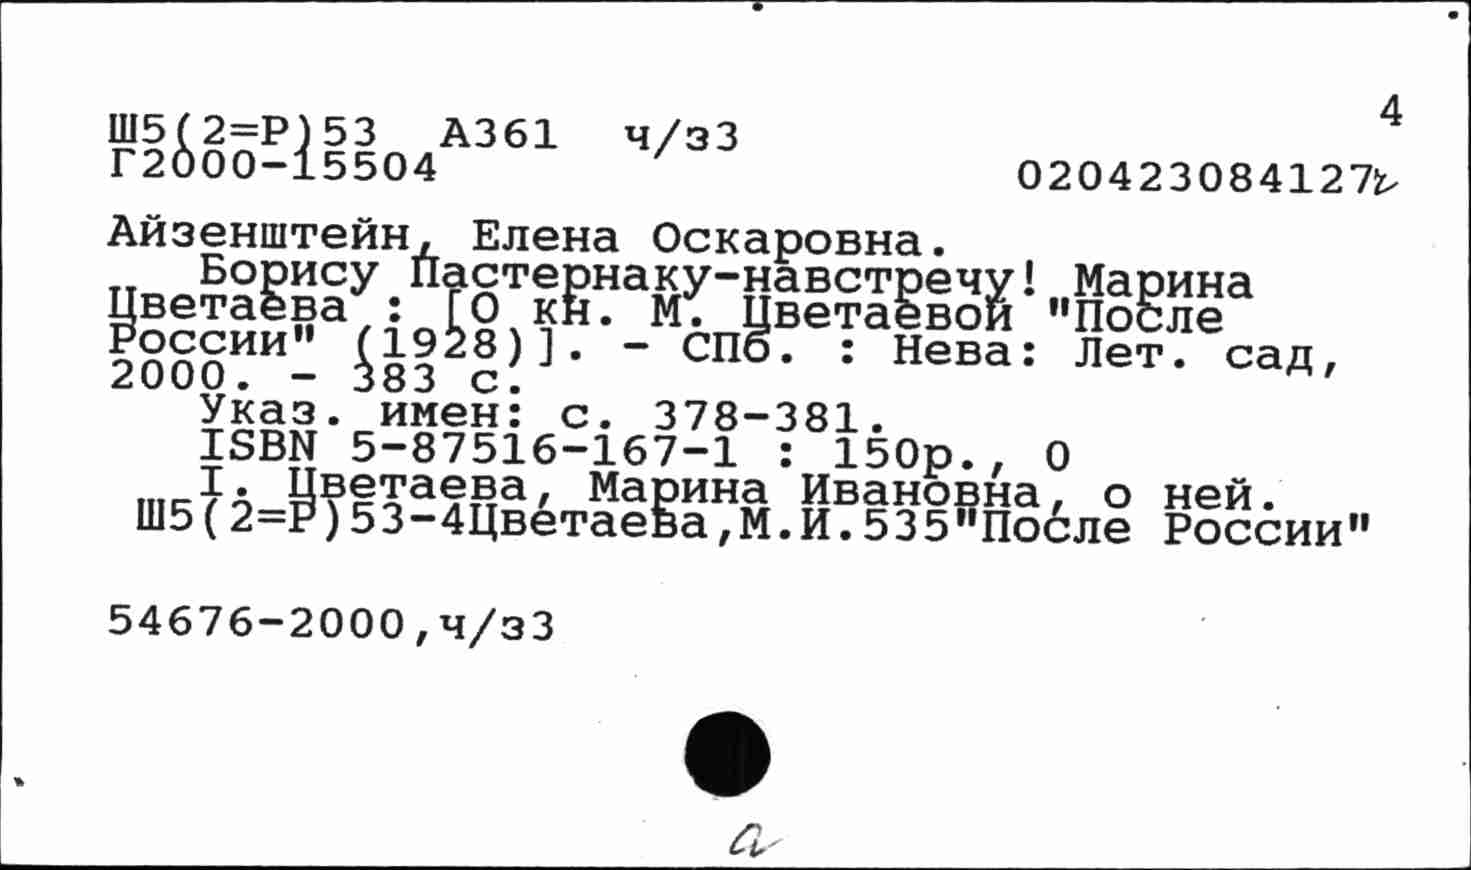 4
Ш5(2=Р)53 А361 ч/з3
Г2000-15504
020423084127
Айзенштейн, Елена Оскаровна.
Борису Пастернаку-навстречу! Марина
Цветаева : [О кн. М. Цветаевой "После
России" (1928)]. - СПб. : Нева: Лет. сад,
2000. - 383 с.
Указ. имен: с. 378-381.
ISBN 5-87516-167-1 : 150р., 0
I. Цветаева, Марина Ивановна, о ней.
Ш5(2=Р)53-4Цветаева,М.И.535"После России"
54676-2000,ч/з3
а